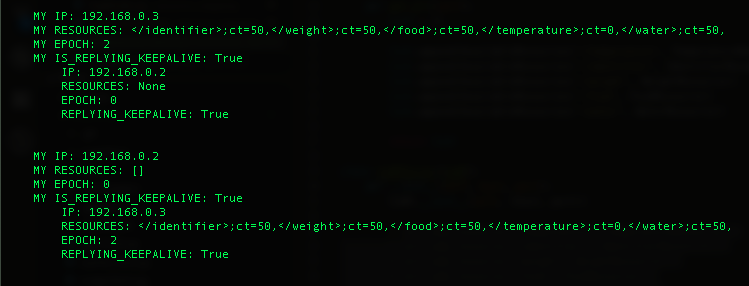 MY IP: 192.168.0.3
MY RESOURCES: </identifier>;ct=50,</weight>;ct=50,</food>;ct=50,</temperature>;ct=0,</water>;ct=50,
MY EPOCH: 2
MY IS_REPLYING_KEEPALIVE: True
IP: 192.168.0.2
RESOURCES: None
EPOCH: 0
REPLYING_KEEPALIVE: True
MY IP: 192.168.0.2
MY RESOURCES: []
MY EPOCH: 0
MY IS_REPLYING_KEEPALIVE: True
IP: 192.168.0.3
RESOURCES: </identifier>;ct=50,</weight>;ct=50,</food>;ct=50,</temperature>;ct=0,</water>;ct=50,
EPOCH: 2
REPLYING_KEEPALIVE: True